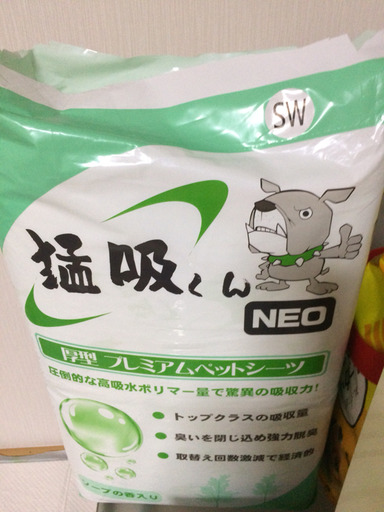 SW
猛吸くん
NEO
厚型 プレミアムペットシーツ
圧倒的な高吸水ポリマー量で驚異の吸収力!
● トップクラスの吸収量
● 臭いを閉じ込め強力脱臭
● 取替え回数激減で経済的
ソープの香入り